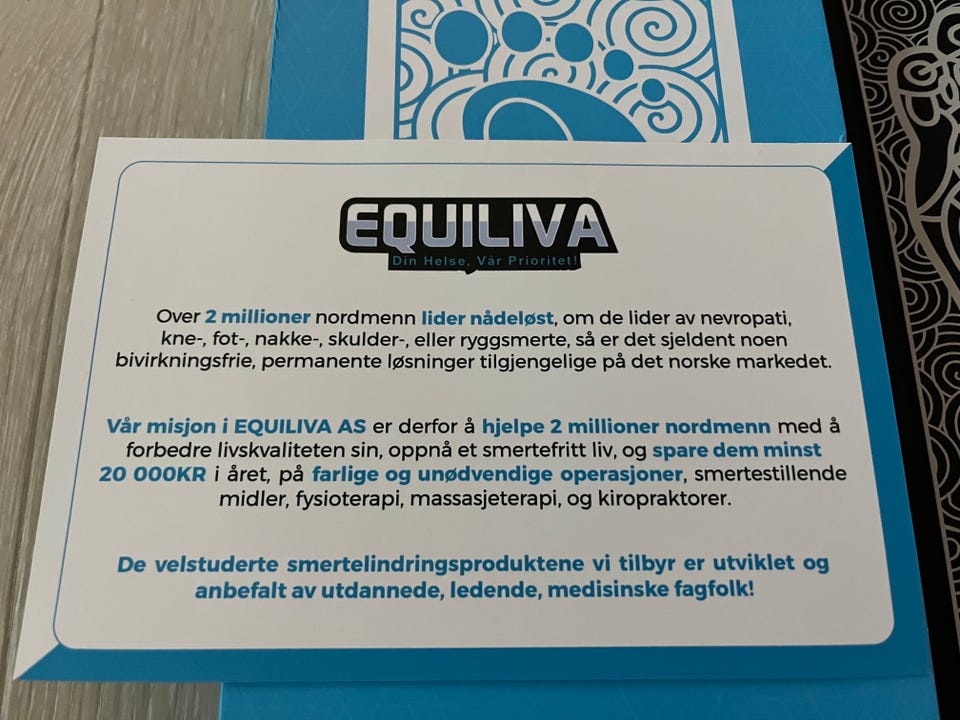 EQUILIVA
Din Helse, Vår Prioritet!
Over 2 millioner nordmenn lider nådeløst, om de lider av nevropati,
kne-, fot-, nakke-, skulder-, eller ryggsmerte, så er det sjeldent noen
bivirkningsfrie, permanente løsninger tilgjengelige på det norske markedet.
Vår misjon i EQUILIVA AS er derfor å hjelpe 2 millioner nordmenn med å
forbedre livskvaliteten sin, oppnå et smertefritt liv, og spare dem minst
20 000KR i året, på farlige og unødvendige operasjoner, smertestillende
midler, fysioterapi, massasjeterapi, og kiropraktorer.
De velstuderte smertelindringsproduktene vi tilbyr er utviklet og
anbefalt av utdannede, ledende, medisinske fagfolk!